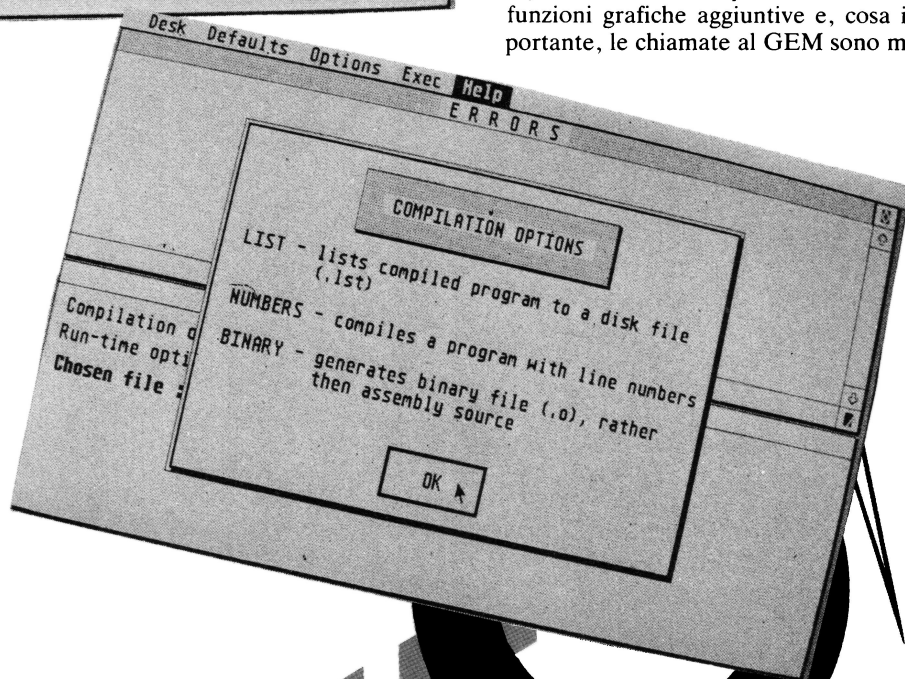 funzioni grafiche aggiuntive e, cosa i
portante, le chiamate al GEM sono m
Desk Defaults Options Exec Help
E R R O R S
COMPILATION OPTIONS
LIST - lists compiled program to a disk file
(.lst)
NUMBERS - compiles a program with line numbers
BINARY - generates binary file (.o), rather
then assembly source
OK
Compilation o
Run-time opti
Chosen file :